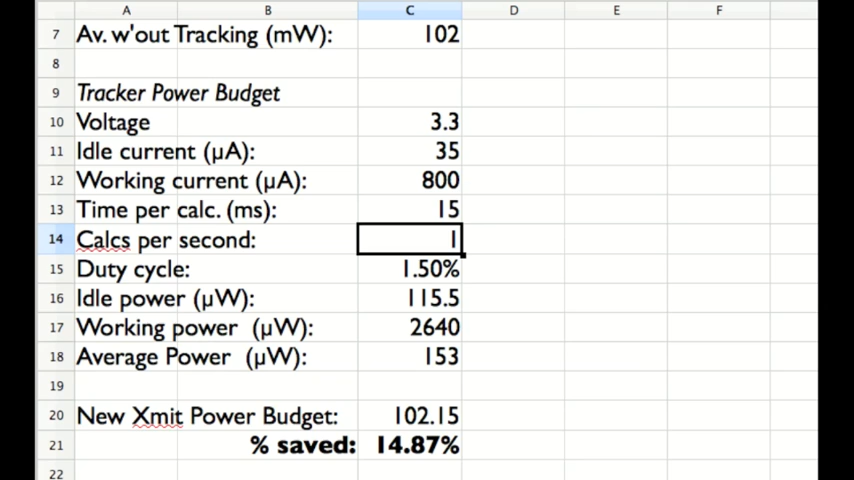 A B C D E F
7 Av. w'out Tracking (mW): 102
8
9 Tracker Power Budget
10 Voltage 3.3
11 Idle current (µA): 35
12 Working current (µA): 800
13 Time per calc. (ms): 15
14 Calcs per second: 1
15 Duty cycle: 1.50%
16 Idle power (µW): 115.5
17 Working power (µW): 2640
18 Average Power (µW): 153
19
20 New Xmit Power Budget: 102.15
21 % saved: 14.87%
22